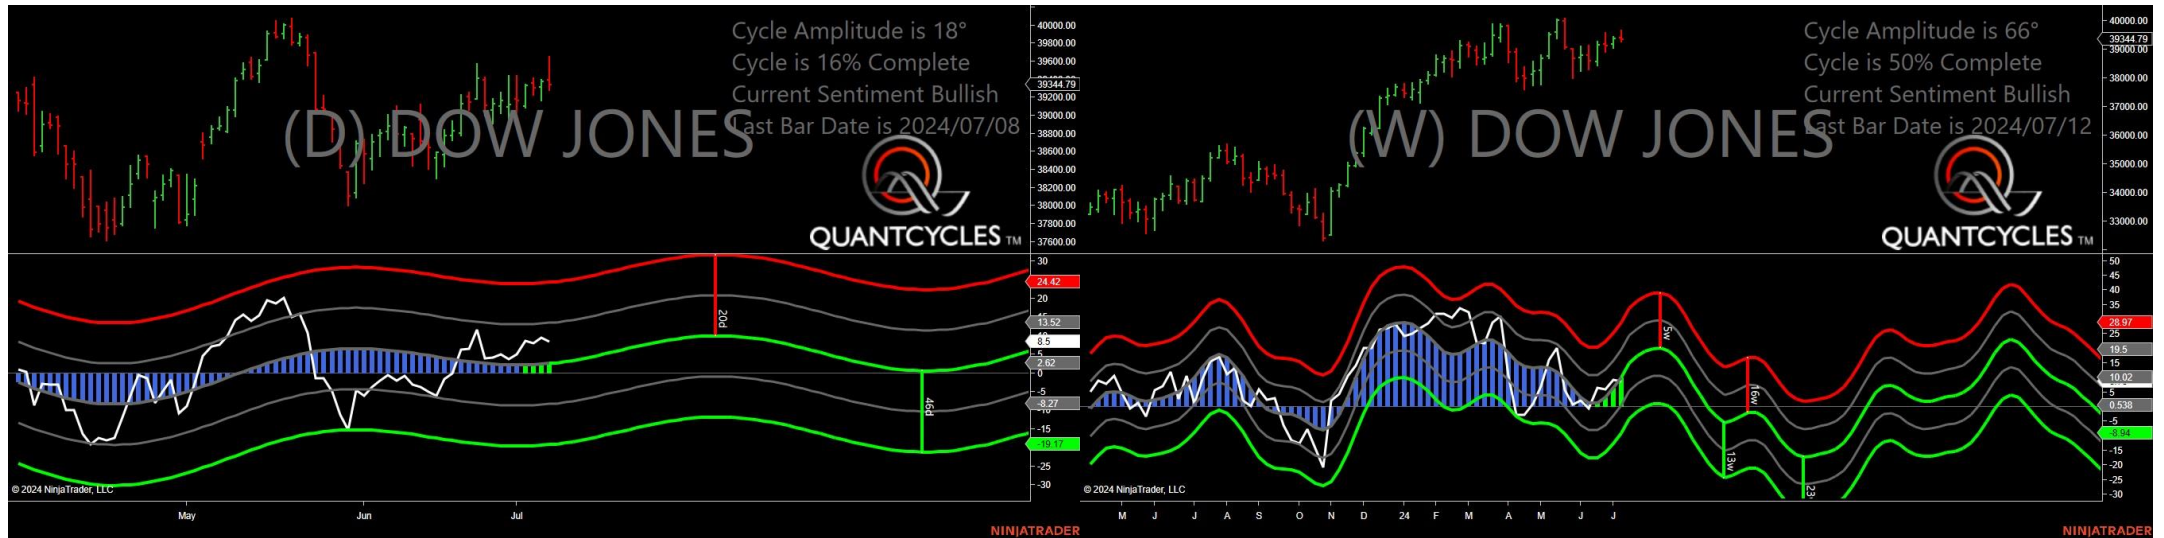 Cycle Amplitude is 18°
Cycle is 16% Complete
Current Sentiment Bullish
Last Bar Date is 2024/07/08
(D) DOW JONES
QUANTCYCLES TM
40000.00
39800.00
39600.00
39344.79
39200.00
39000.00
38800.00
38600.00
38400.00
38200.00
38000.00
37800.00
37600.00
30
24.42
20
13.52
8.5
5
2.62
0
-5
-8.27
-10
-15
-19.17
-25
-30
20d
46d
© 2024 NinjaTrader, LLC
May Jun Jul
NINJATRADER
Cycle Amplitude is 66°
Cycle is 50% Complete
Current Sentiment Bullish
Last Bar Date is 2024/07/12
(W) DOW JONES
QUANTCYCLES TM
40000.00
39344.79
39000.00
38000.00
37000.00
36000.00
35000.00
34000.00
33000.00
50
45
40
35
28.97
25
19.5
15
10.02
5
0.538
-5
-8.94
-15
-20
-25
-30
5w
16w
13w
23
© 2024 NinjaTrader, LLC
M J J A S O N D 24 F M A M J J
NINJATRADER